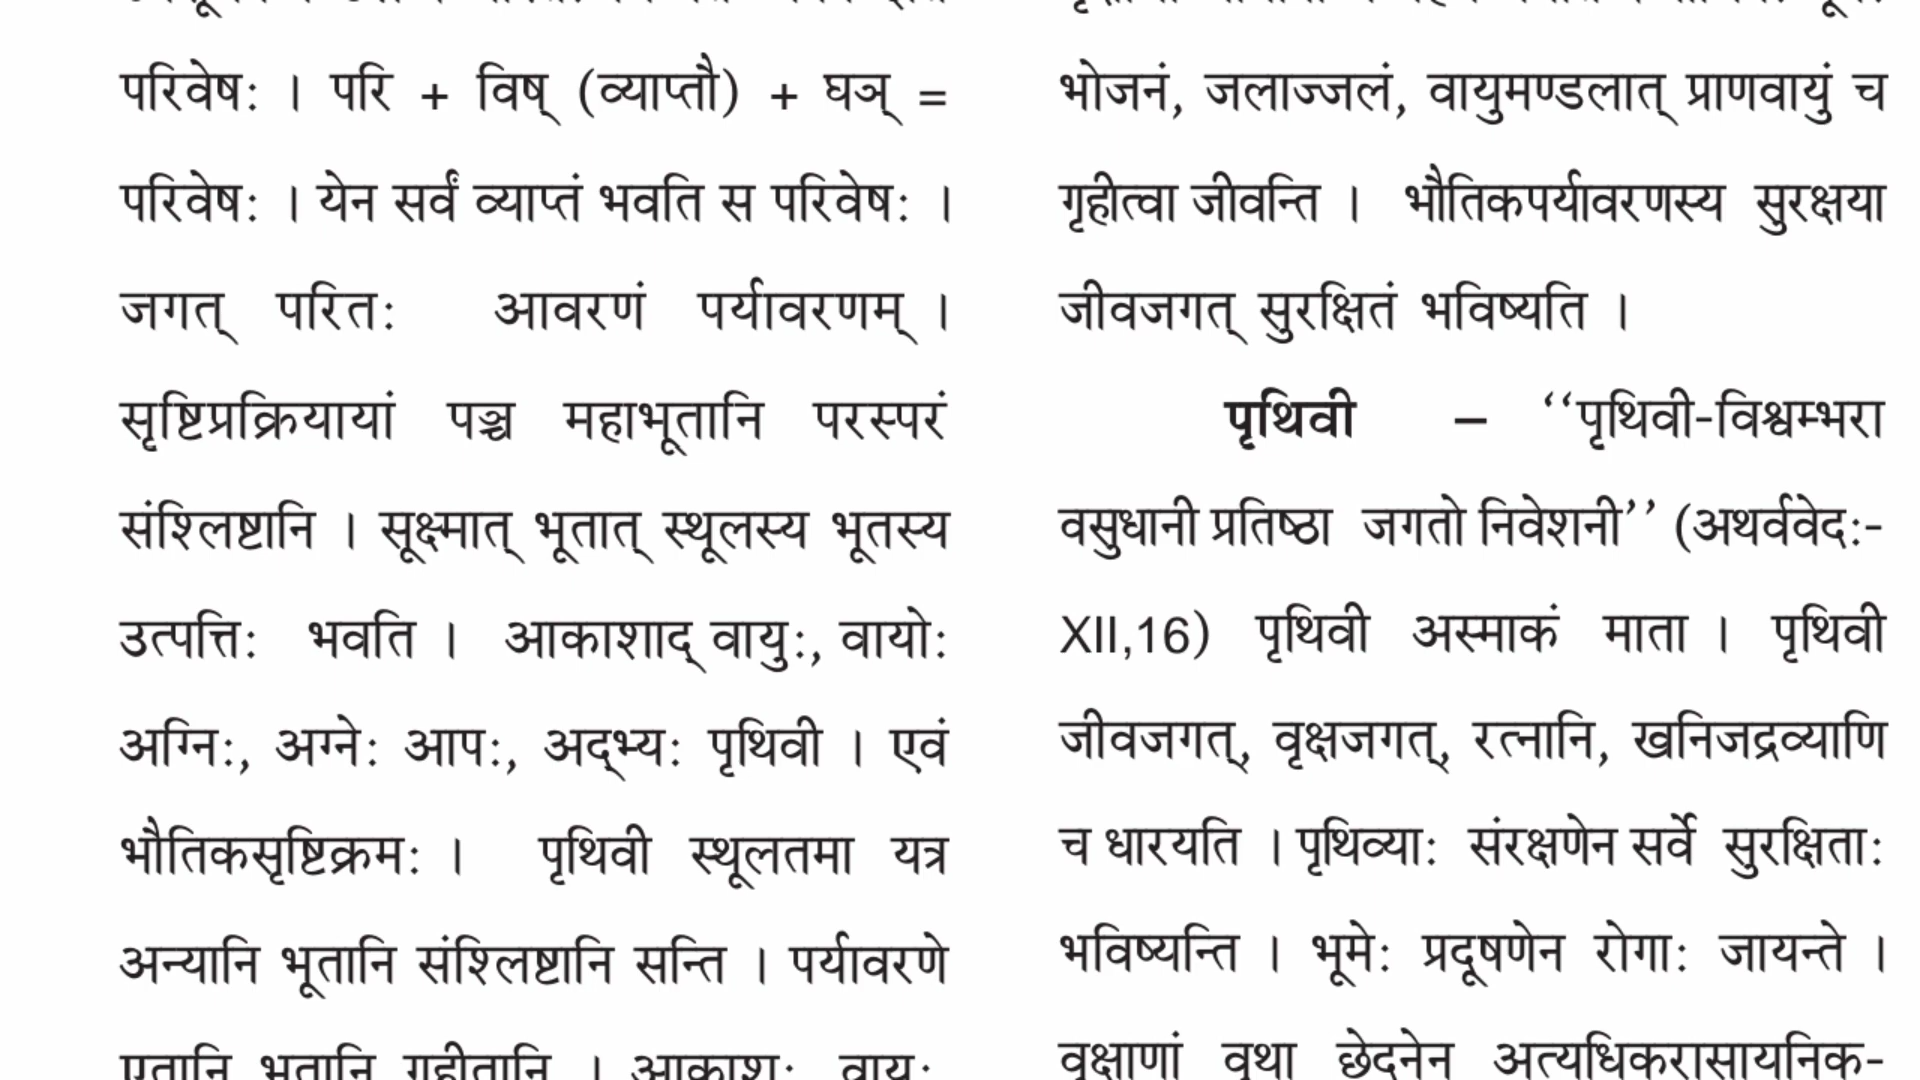 परिवेषः । परि + विष् (व्याप्तौ) + घञ् =
परिवेषः । येन सर्वं व्याप्तं भवति स परिवेषः ।
जगत् परितः आवरणं पर्यावरणम् ।
सृष्टिप्रक्रियायां पञ्च महाभूतानि परस्परं
संश्लिष्टानि । सूक्ष्मात् भूतात् स्थूलस्य भूतस्य
उत्पत्तिः भवति । आकाशाद् वायुः, वायोः
अग्निः, अग्नेः आपः, अद्भ्यः पृथिवी । एवं
भौतिकसृष्टिक्रमः । पृथिवी स्थूलतमा यत्र
अन्यानि भूतानि संश्लिष्टानि सन्ति । पर्यावरणे
एतानि भूतानि गृहीतानि । आकाशः वायुः
भोजनं, जलाज्जलं, वायुमण्डलात् प्राणवायुं च
गृहीत्वा जीवन्ति । भौतिकपर्यावरणस्य सुरक्षया
जीवजगत् सुरक्षितं भविष्यति ।
पृथिवी – ‘‘पृथिवी-विश्वम्भरा
वसुधानी प्रतिष्ठा जगतो निवेशनी’’ (अथर्ववेदः-
XII,16) पृथिवी अस्माकं माता । पृथिवी
जीवजगत्, वृक्षजगत्, रत्नानि, खनिजद्रव्याणि
च धारयति । पृथिव्याः संरक्षणेन सर्वे सुरक्षिताः
भविष्यन्ति । भूमेः प्रदूषणेन रोगाः जायन्ते ।
वृक्षाणां वृथा छेदनेन अत्यधिकरासायनिक-